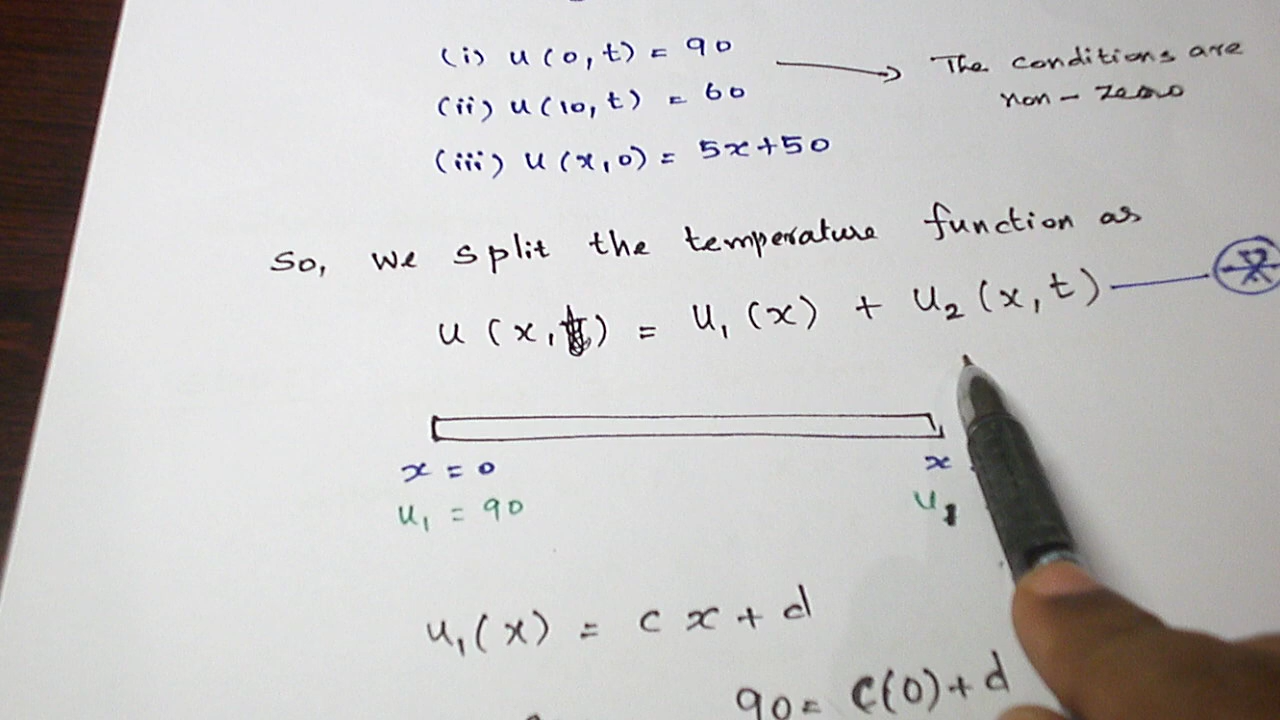 (i) u(0,t) = 90
(ii) u(10,t) = 60
(iii) u(x,0) = 5x+50
The conditions are
non-zero
So, we split the temperature function as
u(x,t) = u₁(x) + u₂(x,t)
x = 0
x
u₁ = 90
u₁
u₁(x) = cx + d
90 = c(0) + d